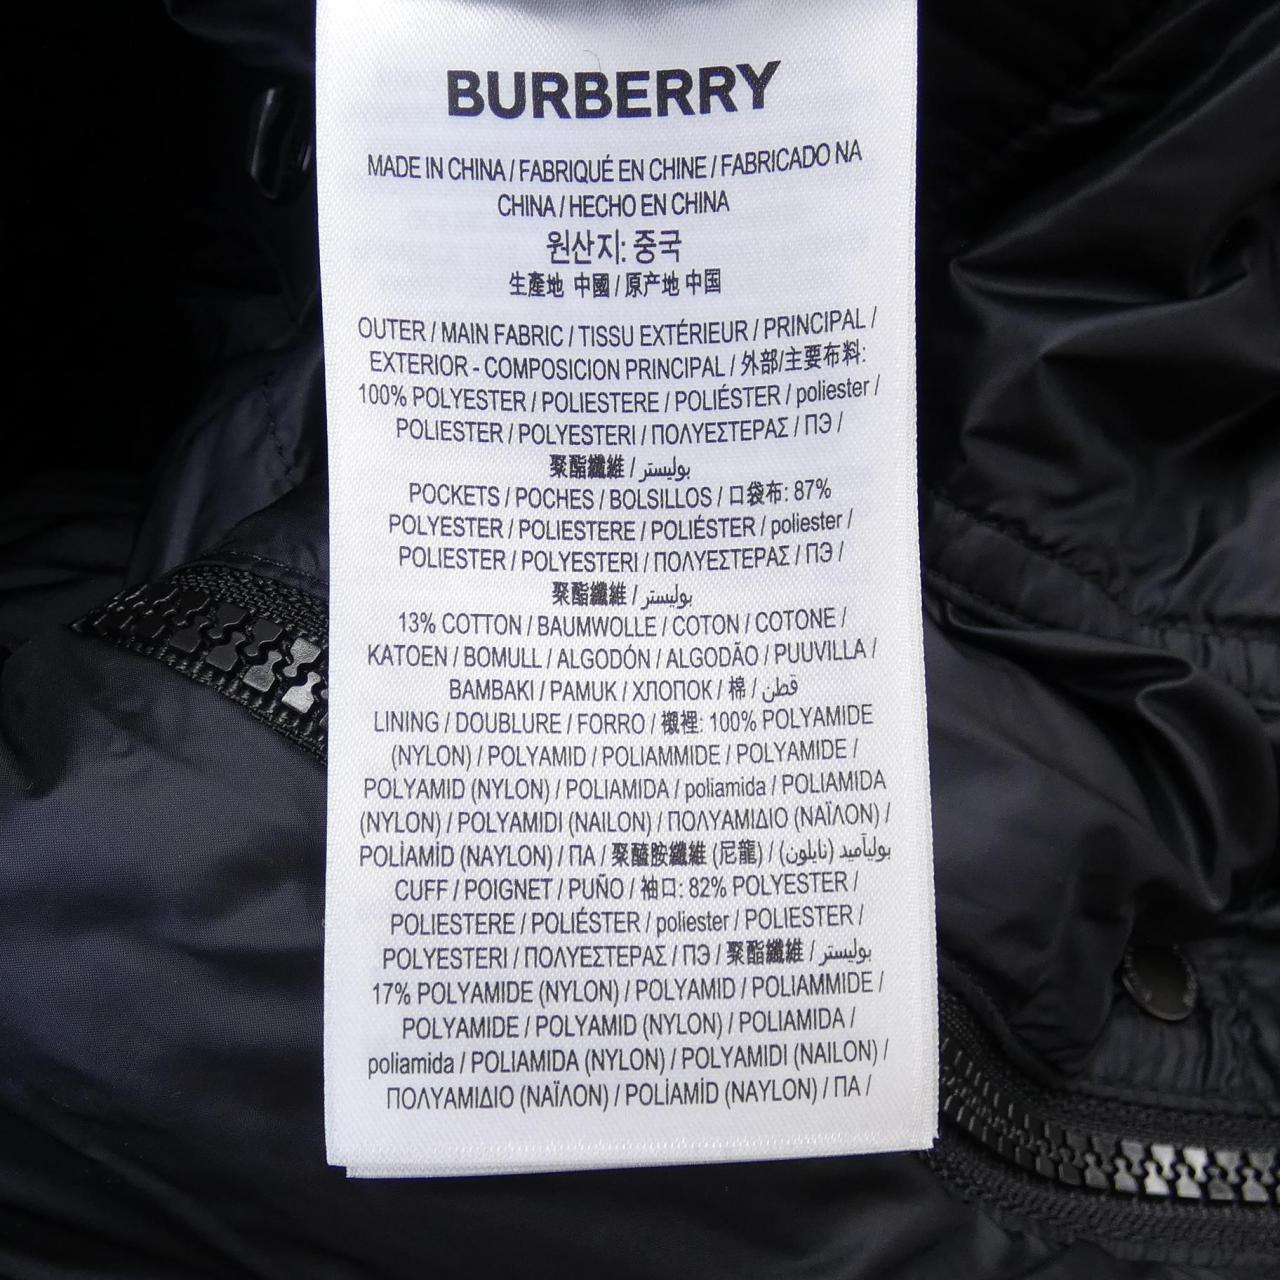 BURBERRY
MADE IN CHINA / FABRIQUÉ EN CHINE / FABRICADO NA
CHINA / HECHO EN CHINA
원산지: 중국
生產地 中國 / 原产地 中国
OUTER / MAIN FABRIC / TISSU EXTÉRIEUR / PRINCIPAL /
EXTERIOR - COMPOSICION PRINCIPAL / 外部/主要布料:
100% POLYESTER / POLIESTERE / POLIÉSTER / poliester /
POLIESTER / POLYESTERI / ΠΟΛΥΕΣΤΕΡΑΣ / ПЭ /
聚酯纖維 / بوليستر
POCKETS / POCHES / BOLSILLOS / 口袋布: 87%
POLYESTER / POLIESTERE / POLIÉSTER / poliester /
POLIESTER / POLYESTERI / ΠΟΛΥΕΣΤΕΡΑΣ / ПЭ /
聚酯纖維 / بوليستر
13% COTTON / BAUMWOLLE / COTON / COTONE /
KATOEN / BOMULL / ALGODÓN / ALGODÃO / PUUVILLA /
BAMBAKI / PAMUK / ХЛОПОК / 棉 / قطن
LINING / DOUBLURE / FORRO / 襯裡: 100% POLYAMIDE
(NYLON) / POLYAMID / POLIAMMIDE / POLYAMIDE /
POLYAMID (NYLON) / POLIAMIDA / poliamida / POLIAMIDA
(NYLON) / POLYAMIDI (NAILON) / ΠΟΛΥΑΜΙΔΙΟ (ΝΑΪΛΟΝ) /
POLİAMİD (NAYLON) / ПА / 聚醯胺纖維 (尼龍) / بوليآميد (نايلون)
CUFF / POIGNET / PUÑO / 袖口: 82% POLYESTER /
POLIESTERE / POLIÉSTER / poliester / POLIESTER /
POLYESTERI / ΠΟΛΥΕΣΤΕΡΑΣ / ПЭ / 聚酯纖維 / بوليستر
17% POLYAMIDE (NYLON) / POLYAMID / POLIAMMIDE /
POLYAMIDE / POLYAMID (NYLON) / POLIAMIDA /
poliamida / POLIAMIDA (NYLON) / POLYAMIDI (NAILON) /
ΠΟΛΥΑΜΙΔΙΟ (ΝΑΪΛΟΝ) / POLİAMİD (NAYLON) / ПА /